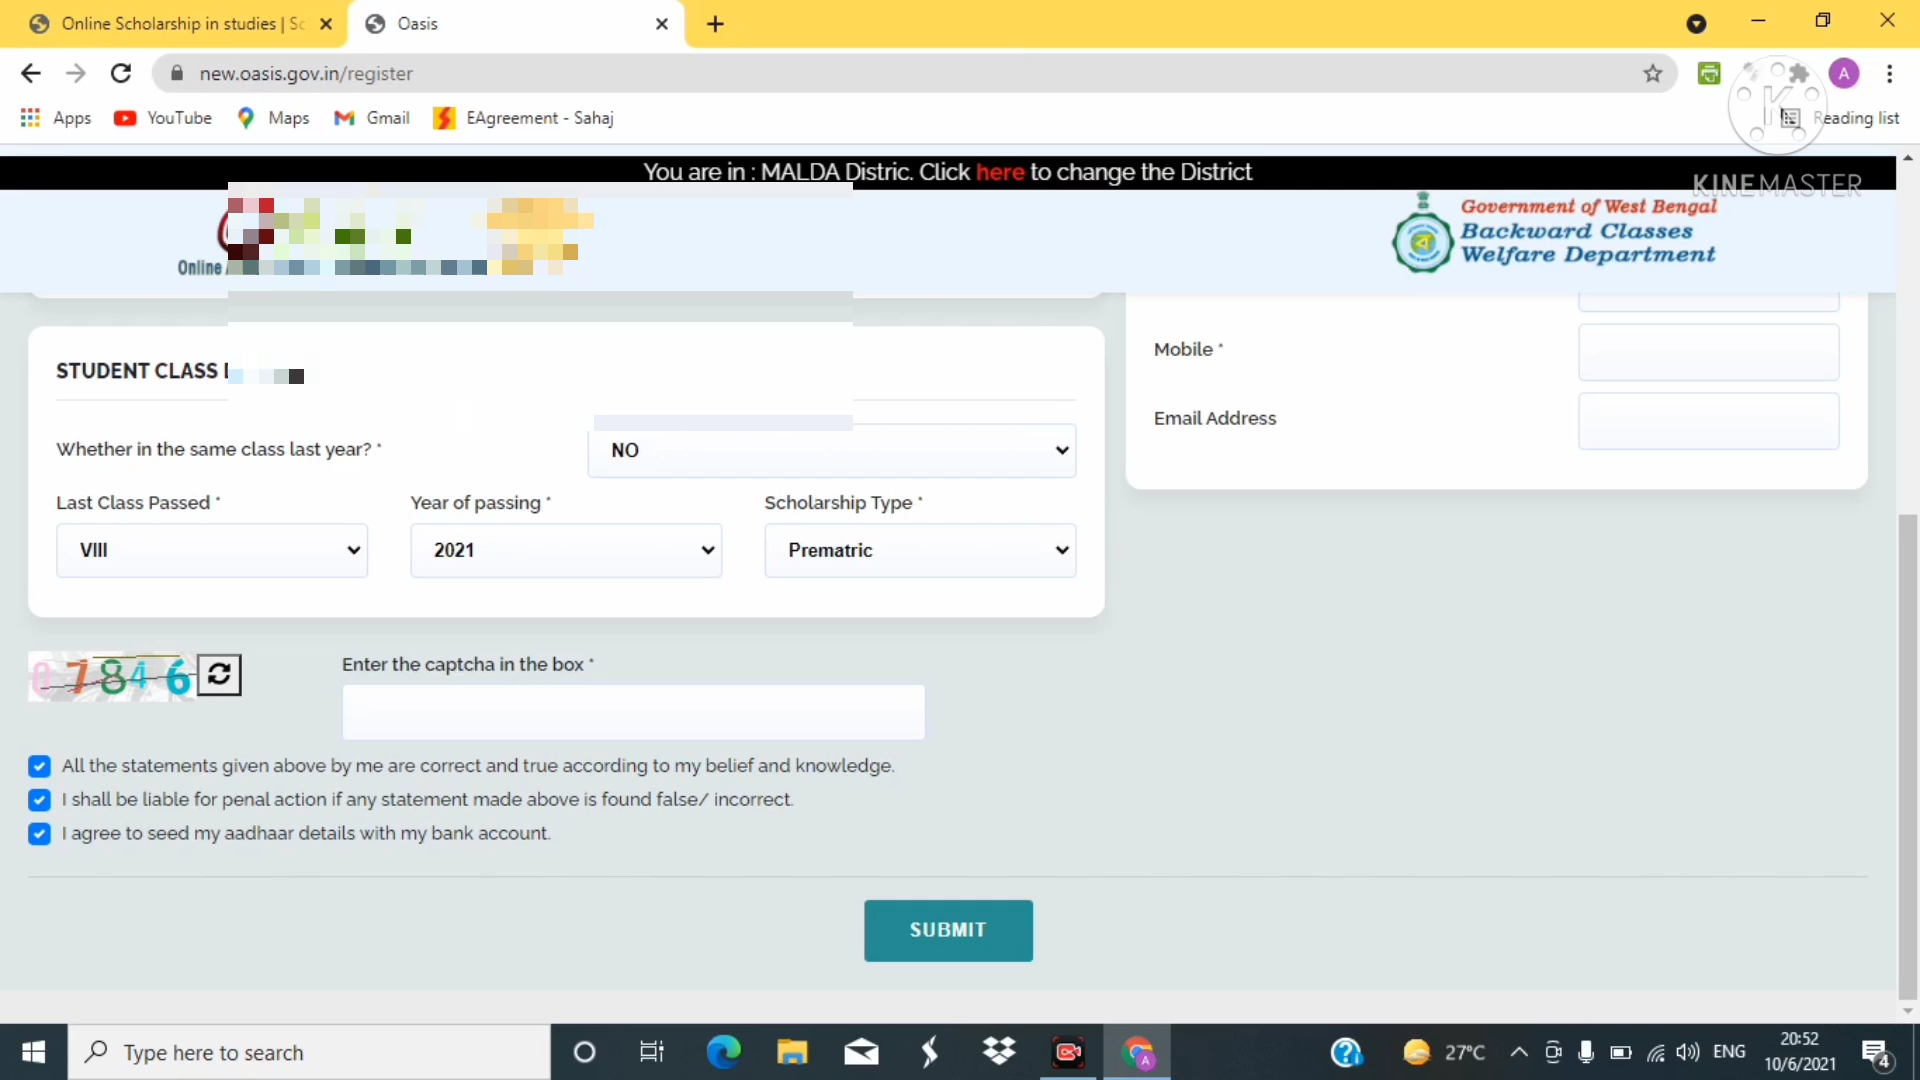 Online Scholarship in studies | Sc
Oasis
new.oasis.gov.in/register
A
Apps
YouTube
Maps
Gmail
EAgreement - Sahaj
Reading list
You are in : MALDA Distric. Click here to change the District
KINEMASTER
Online
Government of West Bengal
Backward Classes
Welfare Department
STUDENT CLASS
Mobile *
Email Address
Whether in the same class last year? *
NO
Last Class Passed *
Year of passing *
Scholarship Type *
VIII
2021
Prematric
07846
Enter the captcha in the box *
All the statements given above by me are correct and true according to my belief and knowledge.
I shall be liable for penal action if any statement made above is found false/ incorrect.
I agree to seed my aadhaar details with my bank account.
SUBMIT
Type here to search
27°C
ENG
20:52
10/6/2021
4